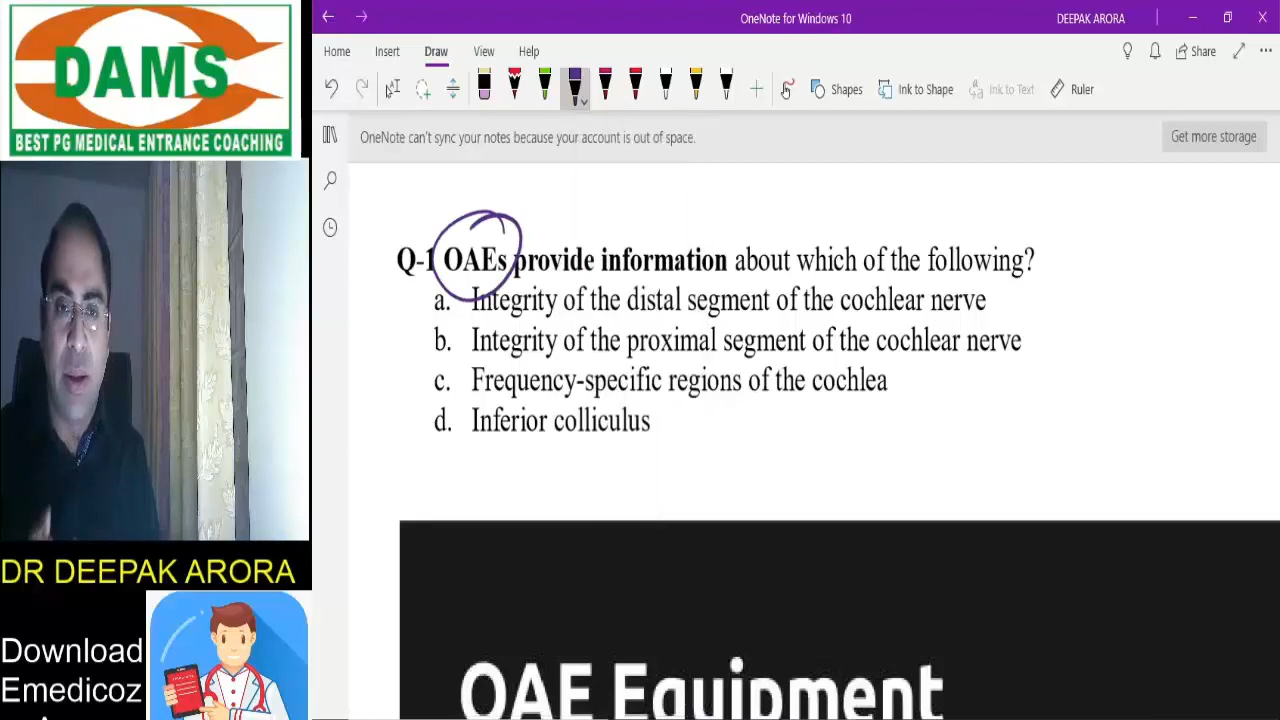 DAMS
BEST PG MEDICAL ENTRANCE COACHING
OneNote for Windows 10
DEEPAK ARORA
Home Insert Draw View Help
Share
Shapes Ink to Shape Ink to Text Ruler
OneNote can't sync your notes because your account is out of space.
Get more storage
Q-1 OAEs provide information about which of the following?
a. Integrity of the distal segment of the cochlear nerve
b. Integrity of the proximal segment of the cochlear nerve
c. Frequency-specific regions of the cochlea
d. Inferior colliculus
OAE Equipment
DR DEEPAK ARORA
Download
Emedicoz